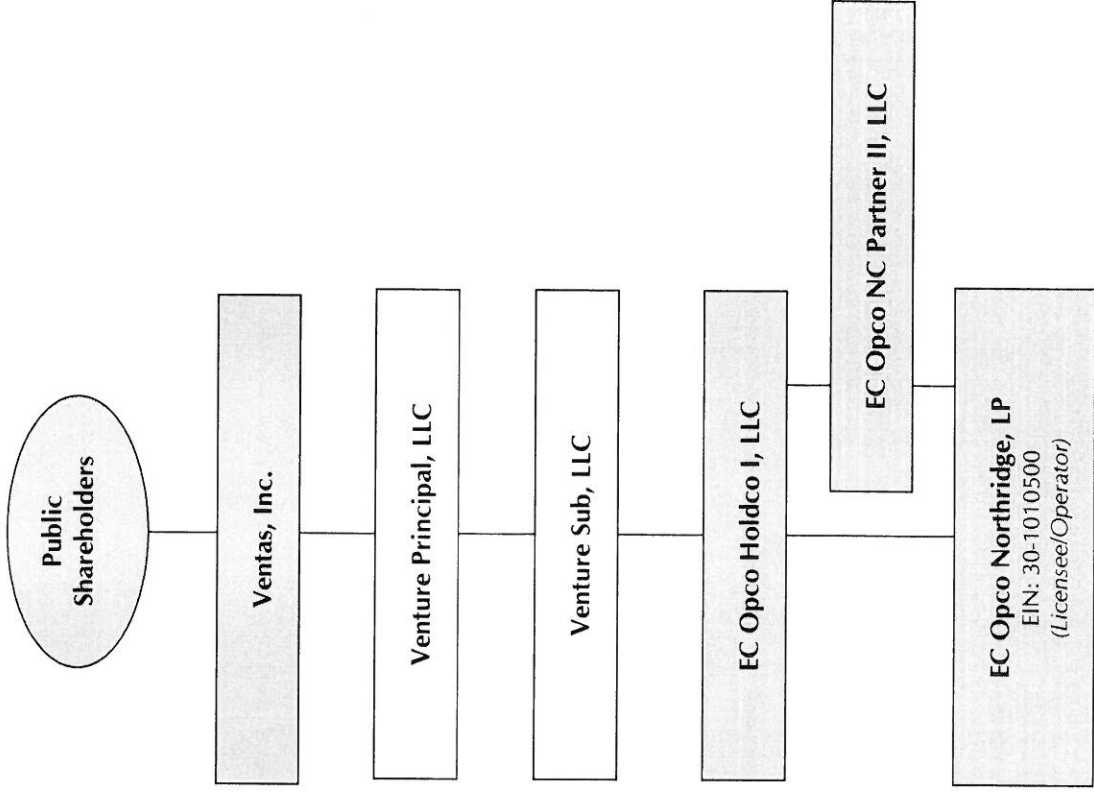 Public
Shareholders
Ventas, Inc.
Venture Principal, LLC
Venture Sub, LLC
EC Opco Holdco I, LLC
EC Opco NC Partner II, LLC
EC Opco Northridge, LP
EIN: 30-1010500
(Licensee/Operator)